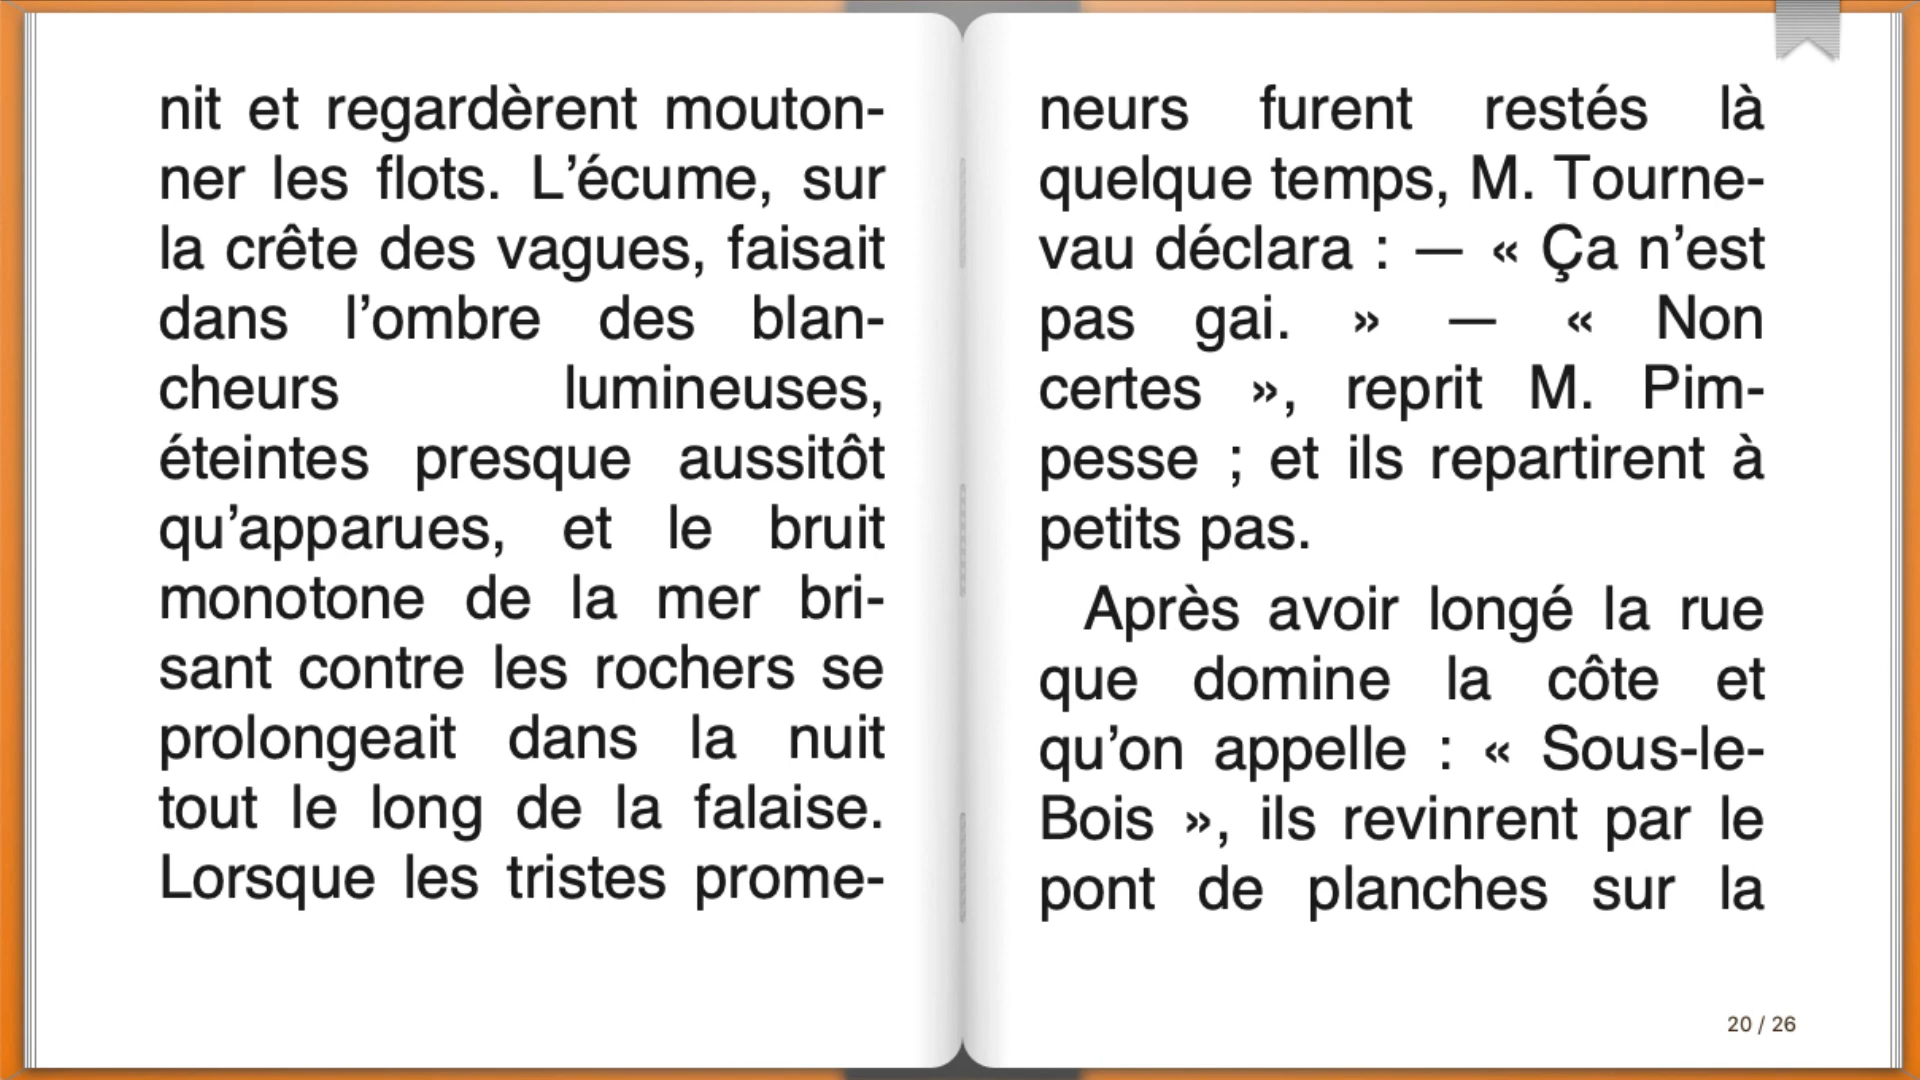 nit et regardèrent mouton-
ner les flots. L’écume, sur
la crête des vagues, faisait
dans l’ombre des blan-
cheurs lumineuses,
éteintes presque aussitôt
qu’apparues, et le bruit
monotone de la mer bri-
sant contre les rochers se
prolongeait dans la nuit
tout le long de la falaise.
Lorsque les tristes prome-
neurs furent restés là
quelque temps, M. Tourne-
vau déclara : — « Ça n’est
pas gai. » — « Non
certes », reprit M. Pim-
pesse ; et ils repartirent à
petits pas.
Après avoir longé la rue
que domine la côte et
qu’on appelle : « Sous-le-
Bois », ils revinrent par le
pont de planches sur la
20 / 26